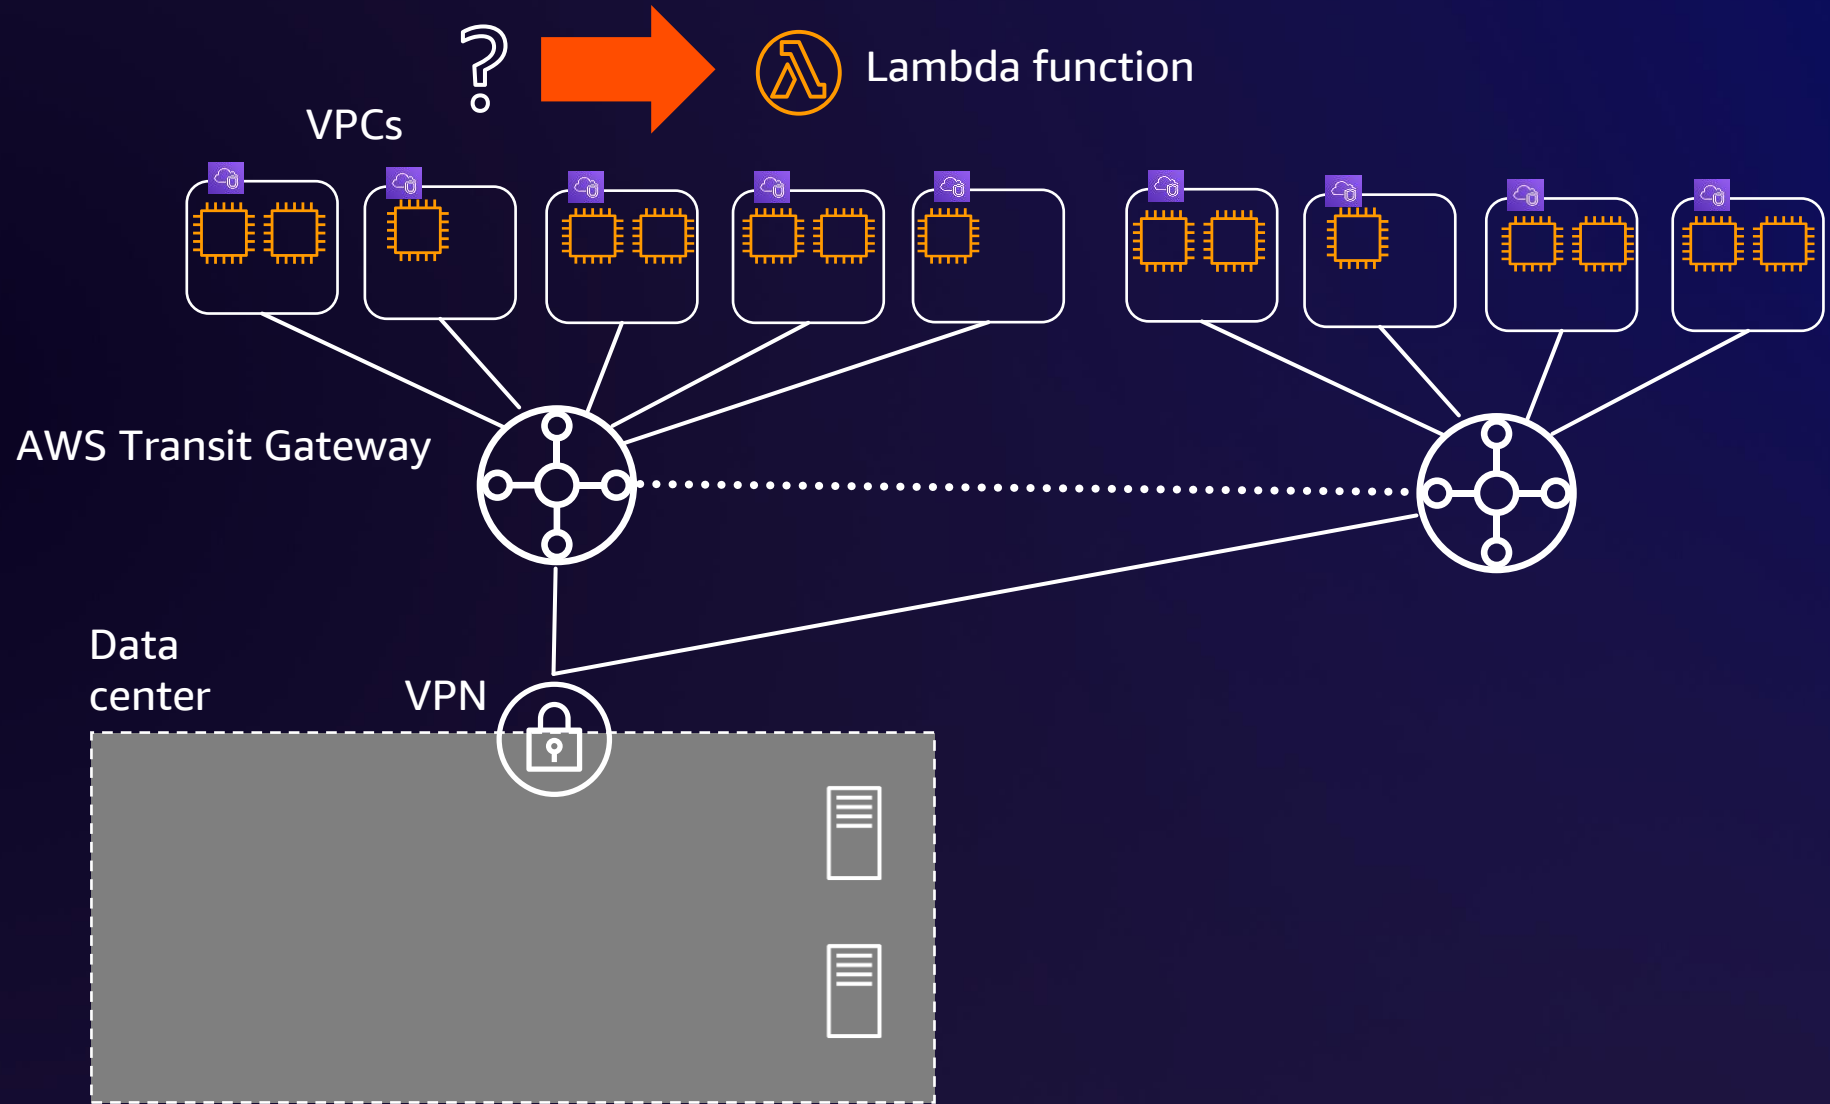 ?
Lambda function
VPCs
AWS Transit Gateway
Data
center
VPN